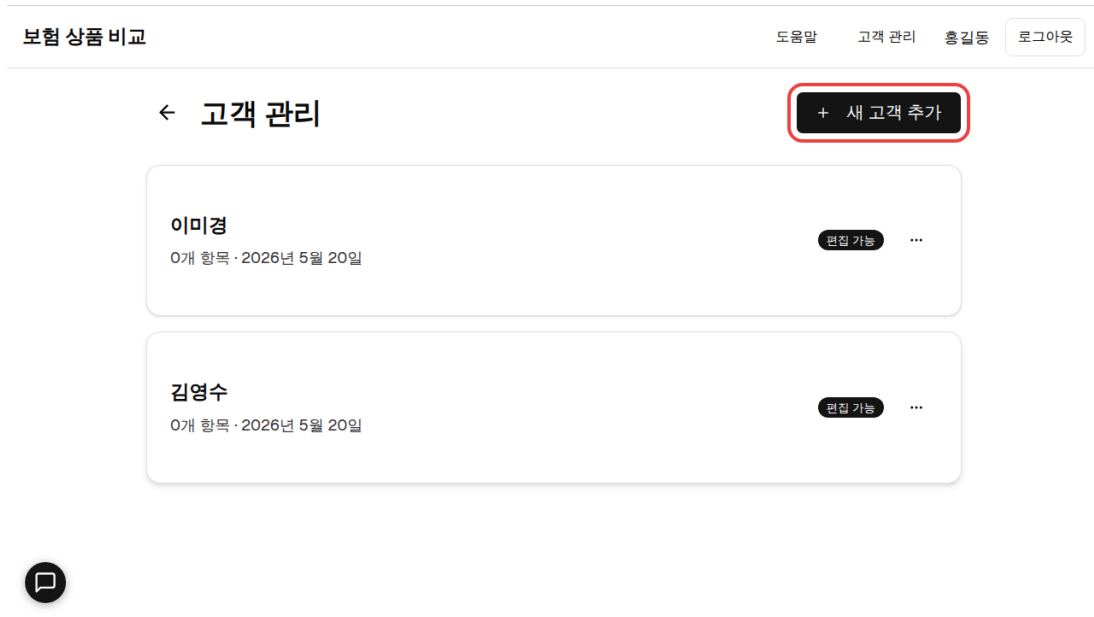 보험 상품 비교
도움말 고객 관리 홍길동 로그아웃
← 고객 관리
+ 새 고객 추가
이미경
0개 항목 · 2026년 5월 20일
편집 가능 ···
김영수
0개 항목 · 2026년 5월 20일
편집 가능 ···